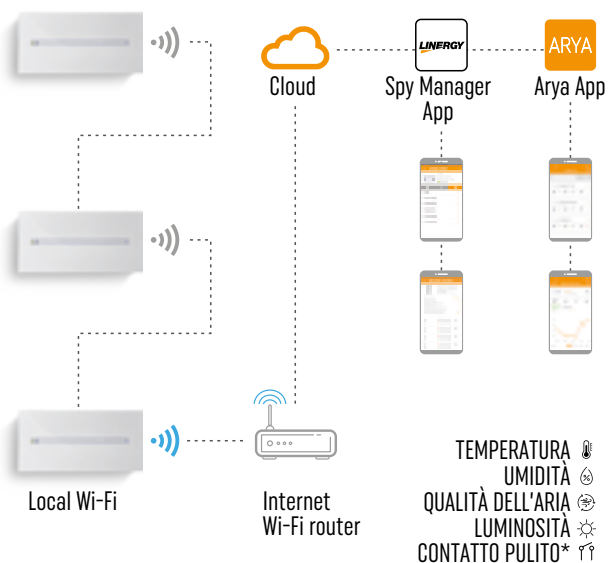 LINERGY
ARYA
Cloud
Spy Manager
App
Arya App
Local Wi-Fi
Internet
Wi-Fi router
TEMPERATURA
UMIDITÀ
%
QUALITÀ DELL'ARIA
LUMINOSITÀ
CONTATTO PULITO*